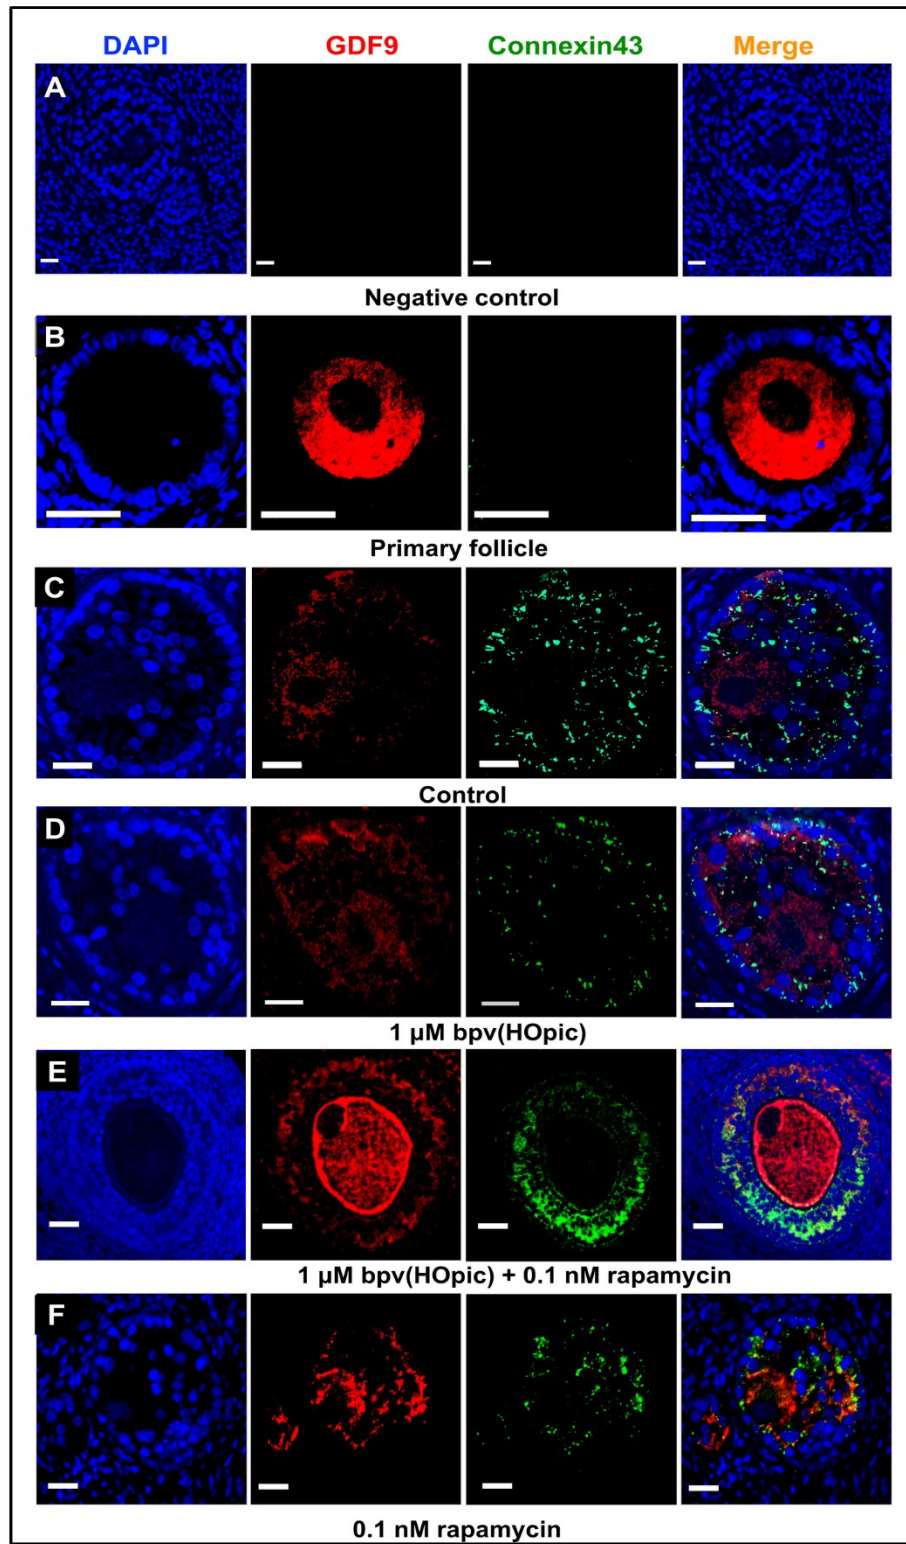 DAPI GDF9 Connexin43 Merge
A
Negative control
B
Primary follicle
C
Control
D
1 µM bpv(HOpic)
E
1 µM bpv(HOpic) + 0.1 nM rapamycin
F
0.1 nM rapamycin